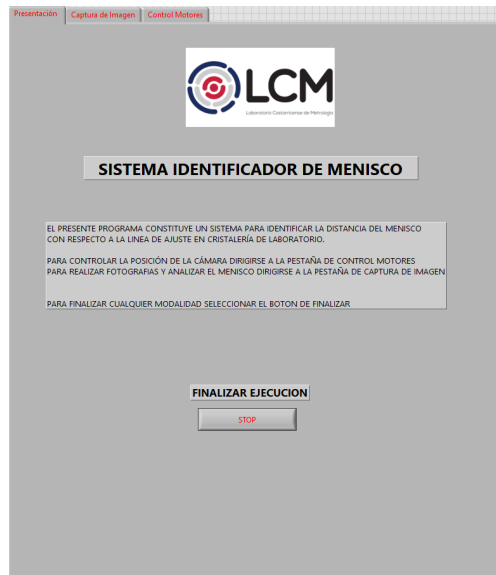 Presentación Captura de Imagen Control Motores
LCM
Laboratorio Costarricense de Metrología
SISTEMA IDENTIFICADOR DE MENISCO
EL PRESENTE PROGRAMA CONSTITUYE UN SISTEMA PARA IDENTIFICAR LA DISTANCIA DEL MENISCO
CON RESPECTO A LA LINEA DE AJUSTE EN CRISTALERÍA DE LABORATORIO.
PARA CONTROLAR LA POSICIÓN DE LA CÁMARA DIRIGIRSE A LA PESTAÑA DE CONTROL MOTORES
PARA REALIZAR FOTOGRAFIAS Y ANALIZAR EL MENISCO DIRIGIRSE A LA PESTAÑA DE CAPTURA DE IMAGEN
PARA FINALIZAR CUALQUIER MODALIDAD SELECCIONAR EL BOTON DE FINALIZAR
FINALIZAR EJECUCION
STOP